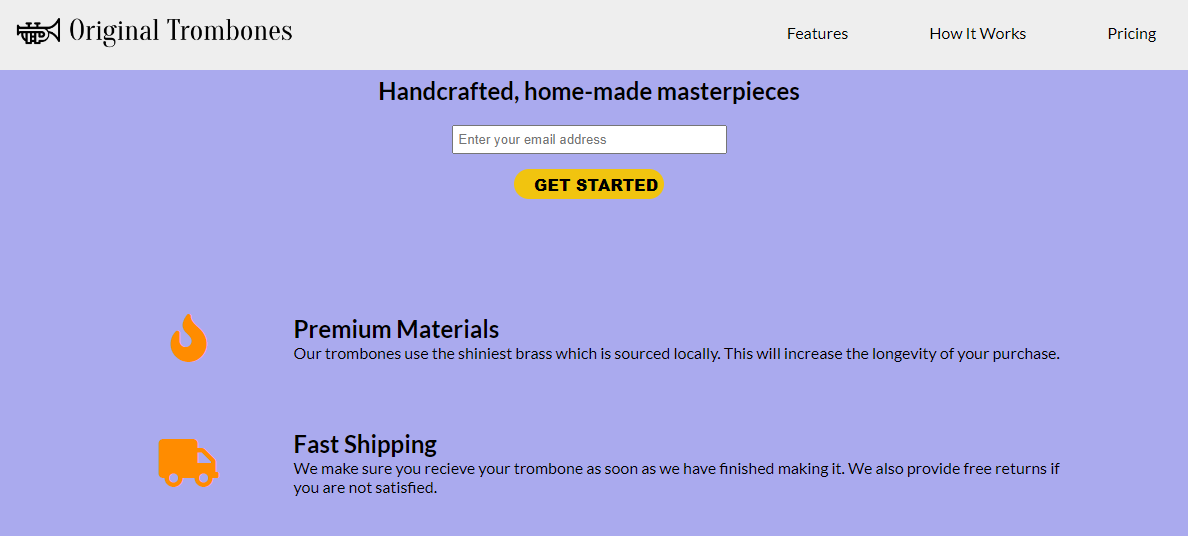 Original Trombones
Features
How It Works
Pricing
Handcrafted, home-made masterpieces
Enter your email address
GET STARTED
Premium Materials
Our trombones use the shiniest brass which is sourced locally. This will increase the longevity of your purchase.
Fast Shipping
We make sure you recieve your trombone as soon as we have finished making it. We also provide free returns if
you are not satisfied.